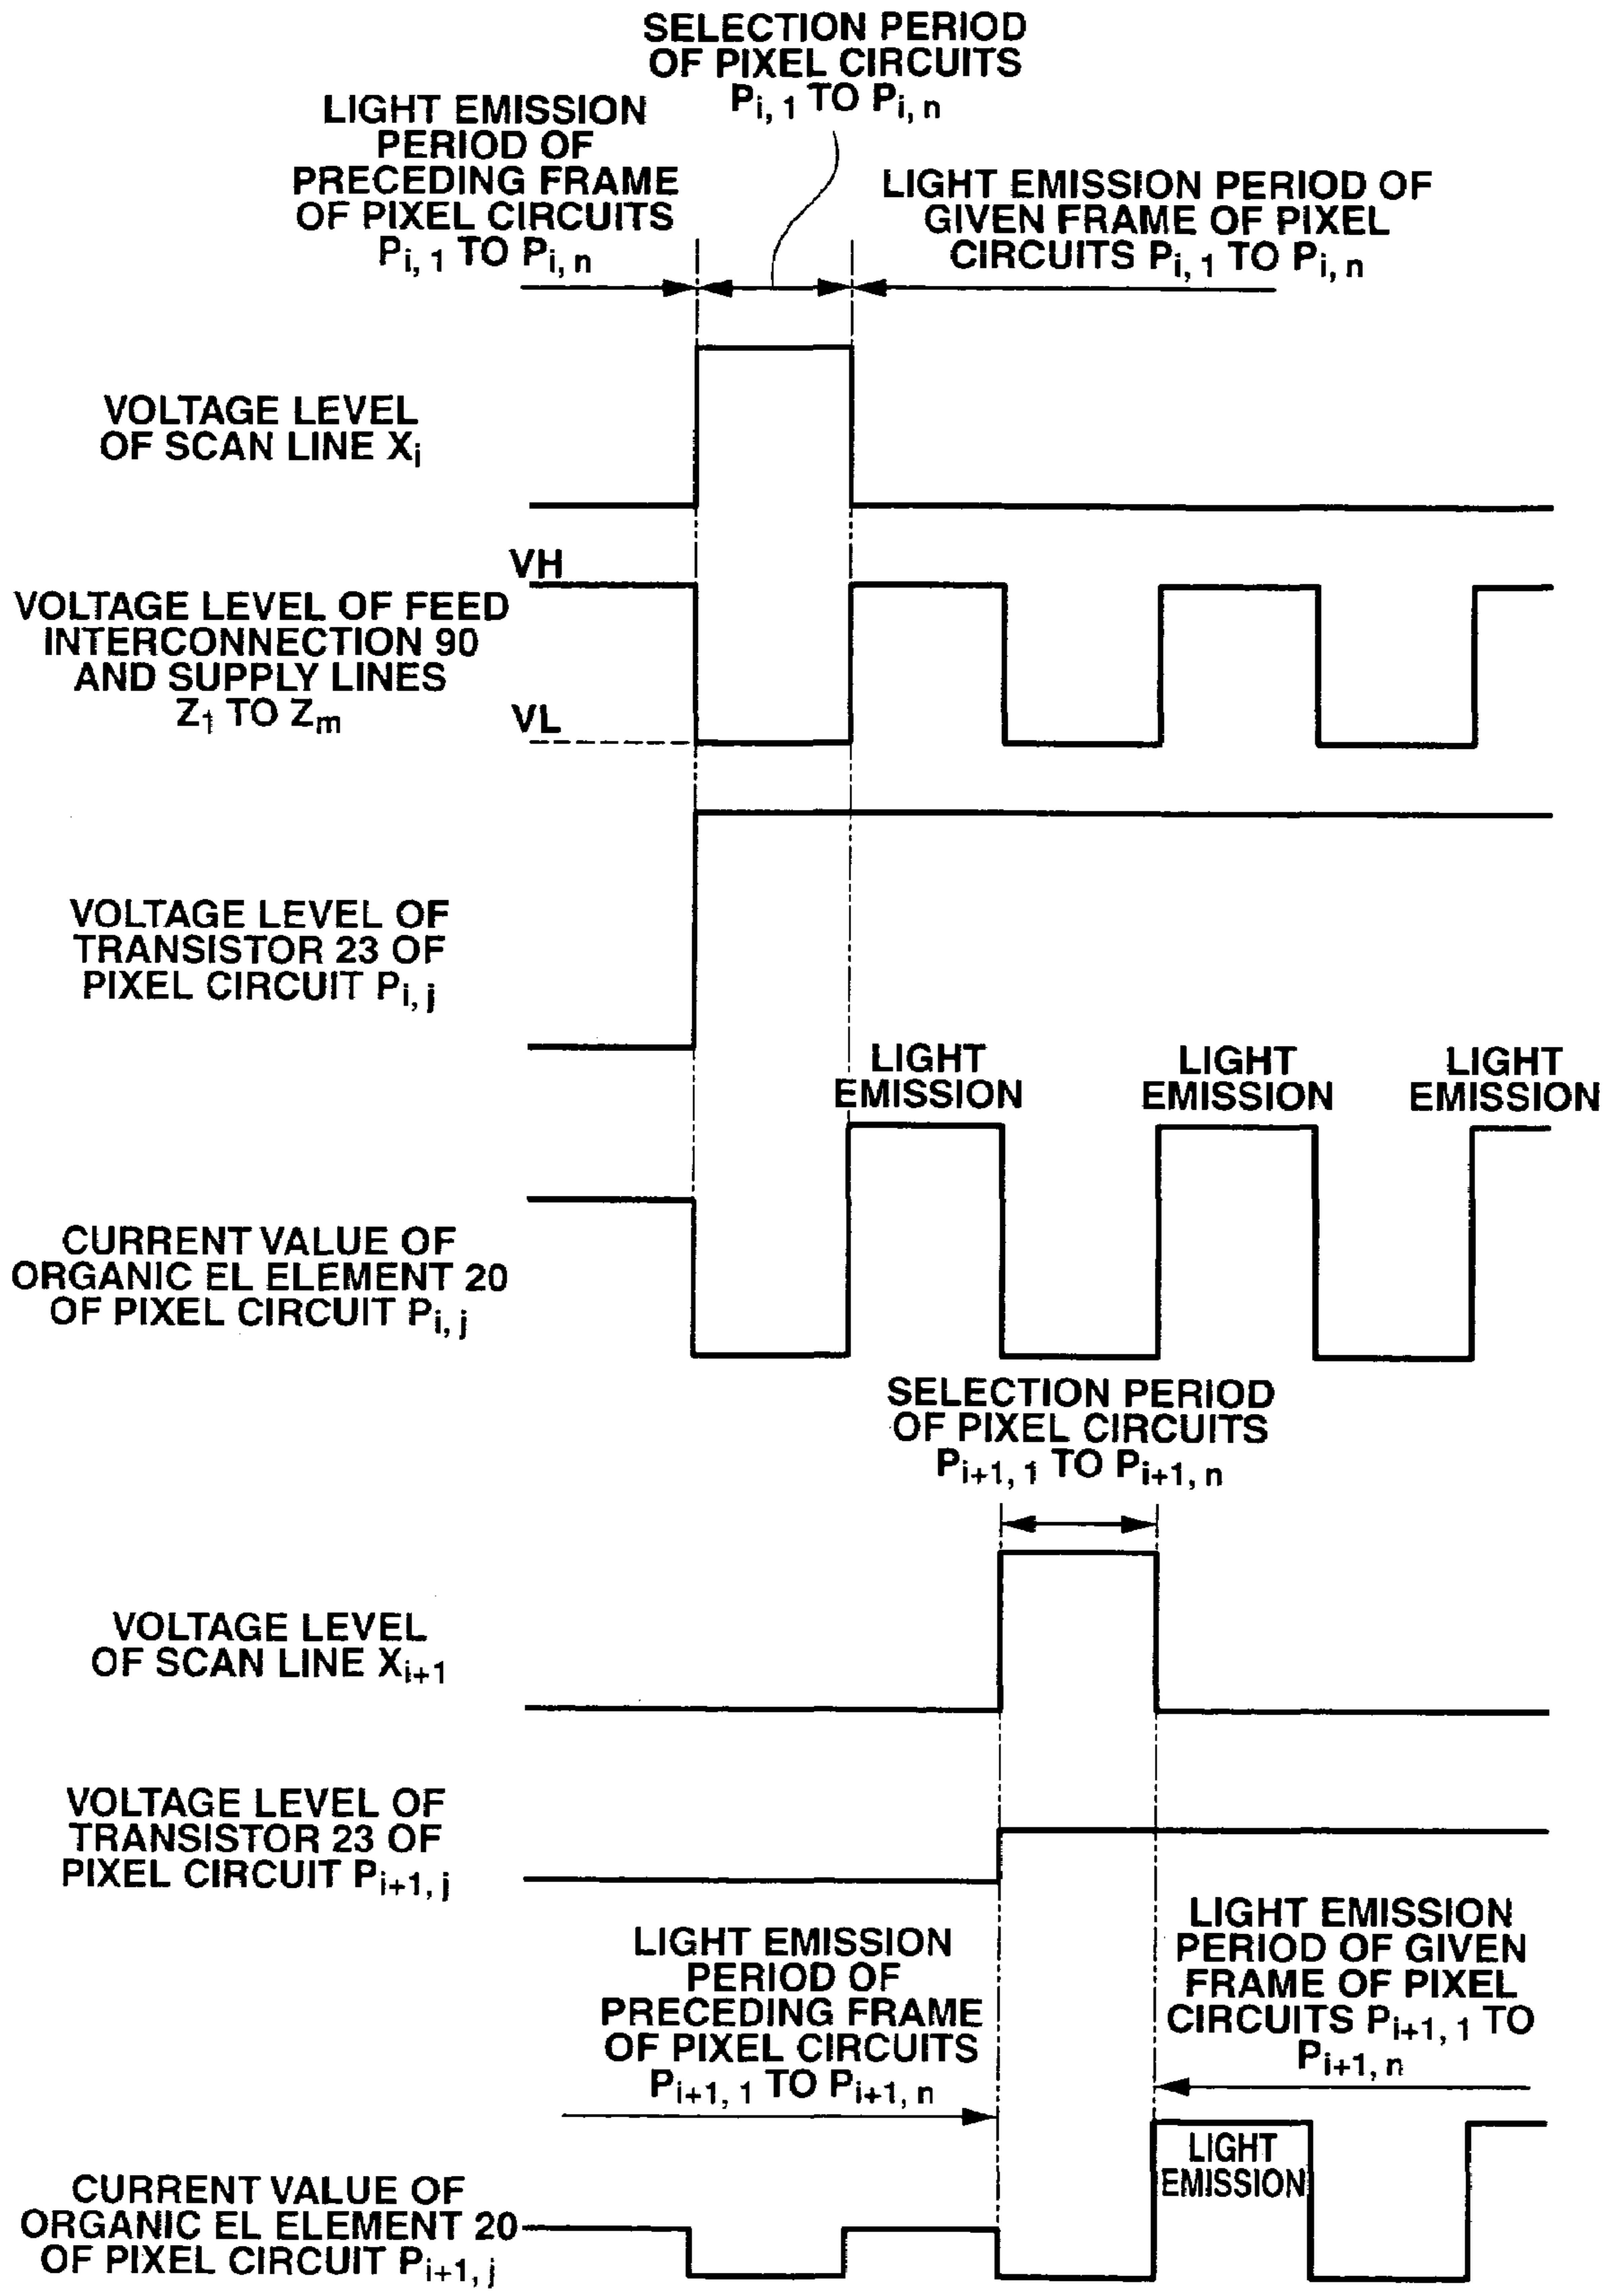 SELECTION PERIOD
OF PIXEL CIRCUITS
Pi, 1 TO Pi, n
LIGHT EMISSION
PERIOD OF
PRECEDING FRAME
OF PIXEL CIRCUITS
Pi, 1 TO Pi, n
LIGHT EMISSION PERIOD OF
GIVEN FRAME OF PIXEL
CIRCUITS Pi, 1 TO Pi, n
VOLTAGE LEVEL
OF SCAN LINE Xi
VH
VOLTAGE LEVEL OF FEED
INTERCONNECTION 90
AND SUPPLY LINES
Z1 TO Zm
VL
VOLTAGE LEVEL OF
TRANSISTOR 23 OF
PIXEL CIRCUIT Pi, j
LIGHT
EMISSION
LIGHT
EMISSION
LIGHT
EMISSION
CURRENT VALUE OF
ORGANIC EL ELEMENT 20
OF PIXEL CIRCUIT Pi, j
SELECTION PERIOD
OF PIXEL CIRCUITS
Pi+1, 1 TO Pi+1, n
VOLTAGE LEVEL
OF SCAN LINE Xi+1
VOLTAGE LEVEL OF
TRANSISTOR 23 OF
PIXEL CIRCUIT Pi+1, j
LIGHT EMISSION
PERIOD OF
PRECEDING FRAME
OF PIXEL CIRCUITS
Pi+1, 1 TO Pi+1, n
LIGHT EMISSION
PERIOD OF GIVEN
FRAME OF PIXEL
CIRCUITS Pi+1, 1 TO
Pi+1, n
LIGHT
EMISSION
CURRENT VALUE OF
ORGANIC EL ELEMENT 20
OF PIXEL CIRCUIT Pi+1, j